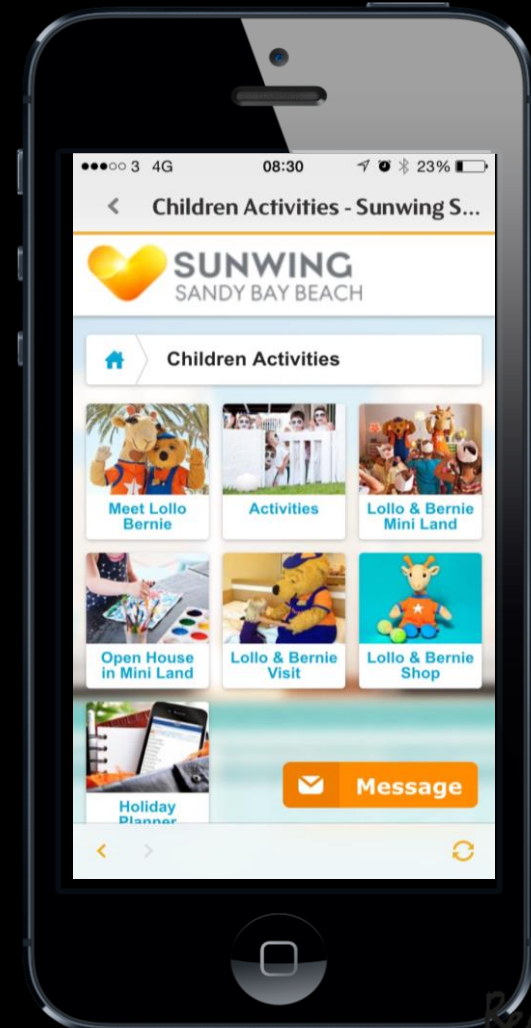 3 4G 08:30 23%
Children Activities - Sunwing S...
SUNWING
SANDY BAY BEACH
Children Activities
Meet Lollo
Bernie
Activities
Lollo & Bernie
Mini Land
Open House
in Mini Land
Lollo & Bernie
Visit
Lollo & Bernie
Shop
Holiday
Planner
Message